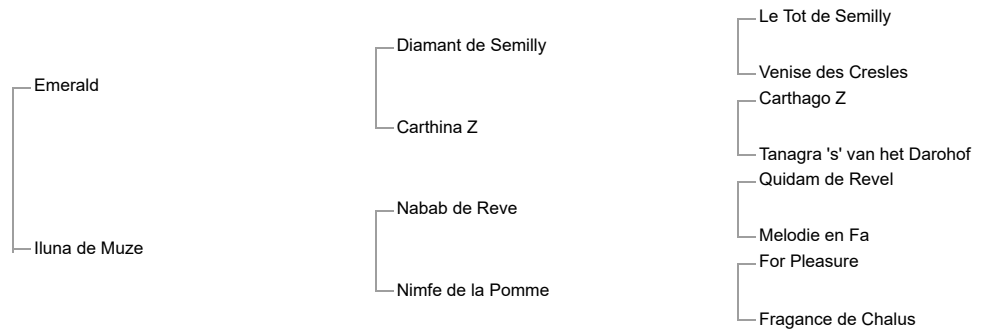 Le Tot de Semilly
Diamant de Semilly
Venise des Cresles
Emerald
Carthago Z
Carthina Z
Tanagra 's' van het Darohof
Quidam de Revel
Nabab de Reve
Melodie en Fa
Iluna de Muze
For Pleasure
Nimfe de la Pomme
Fragance de Chalus